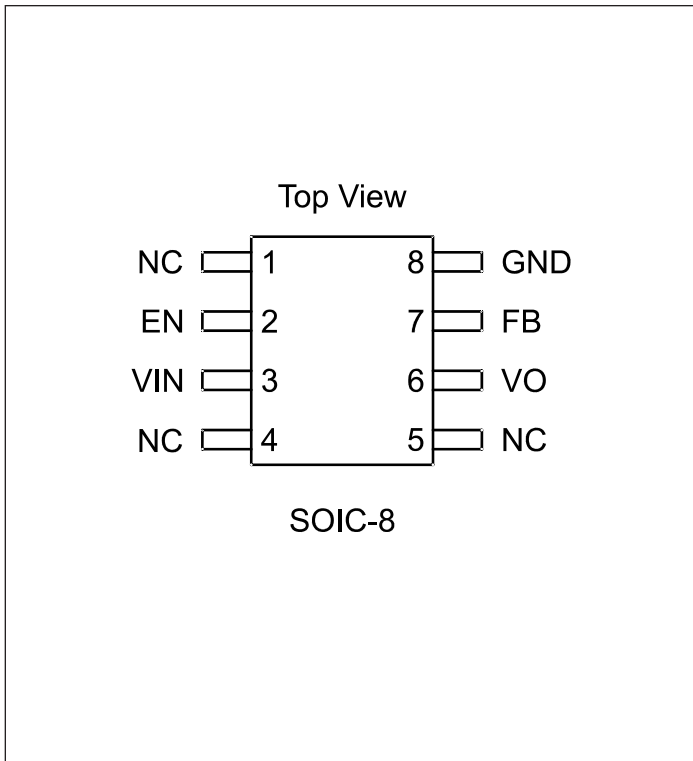 Top View
NC 1 8 GND
EN 2 7 FB
VIN 3 6 VO
NC 4 5 NC
SOIC-8